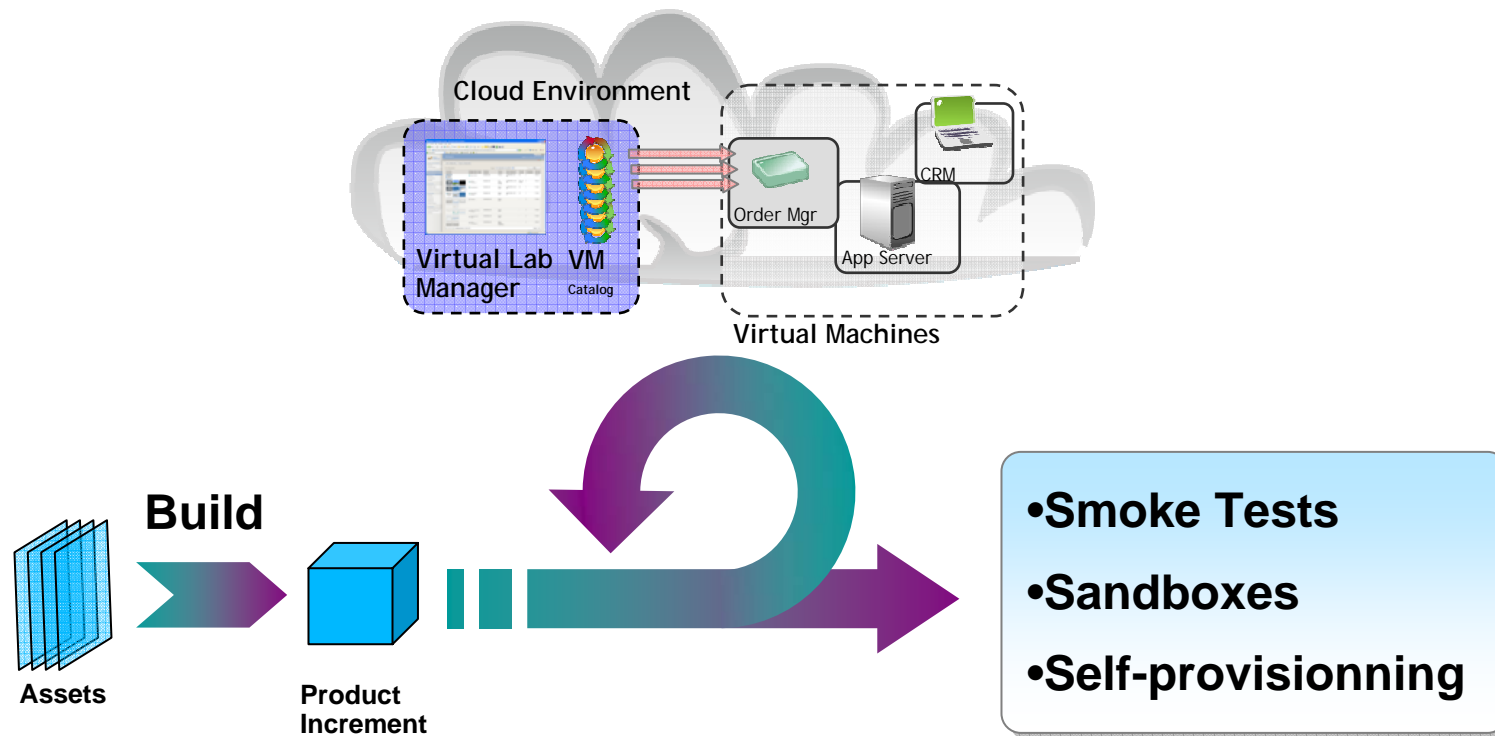 Cloud Environment
Virtual Lab
Manager
VM
Catalog
Order Mgr
App Server
CRM
Virtual Machines
Build
Assets
Product
Increment
•Smoke Tests
•Sandboxes
•Self-provisionning